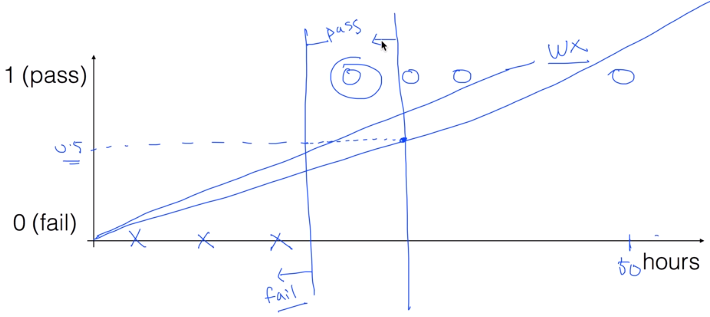 pass
WX
1 (pass)
0.5
0 (fail)
50 hours
fail